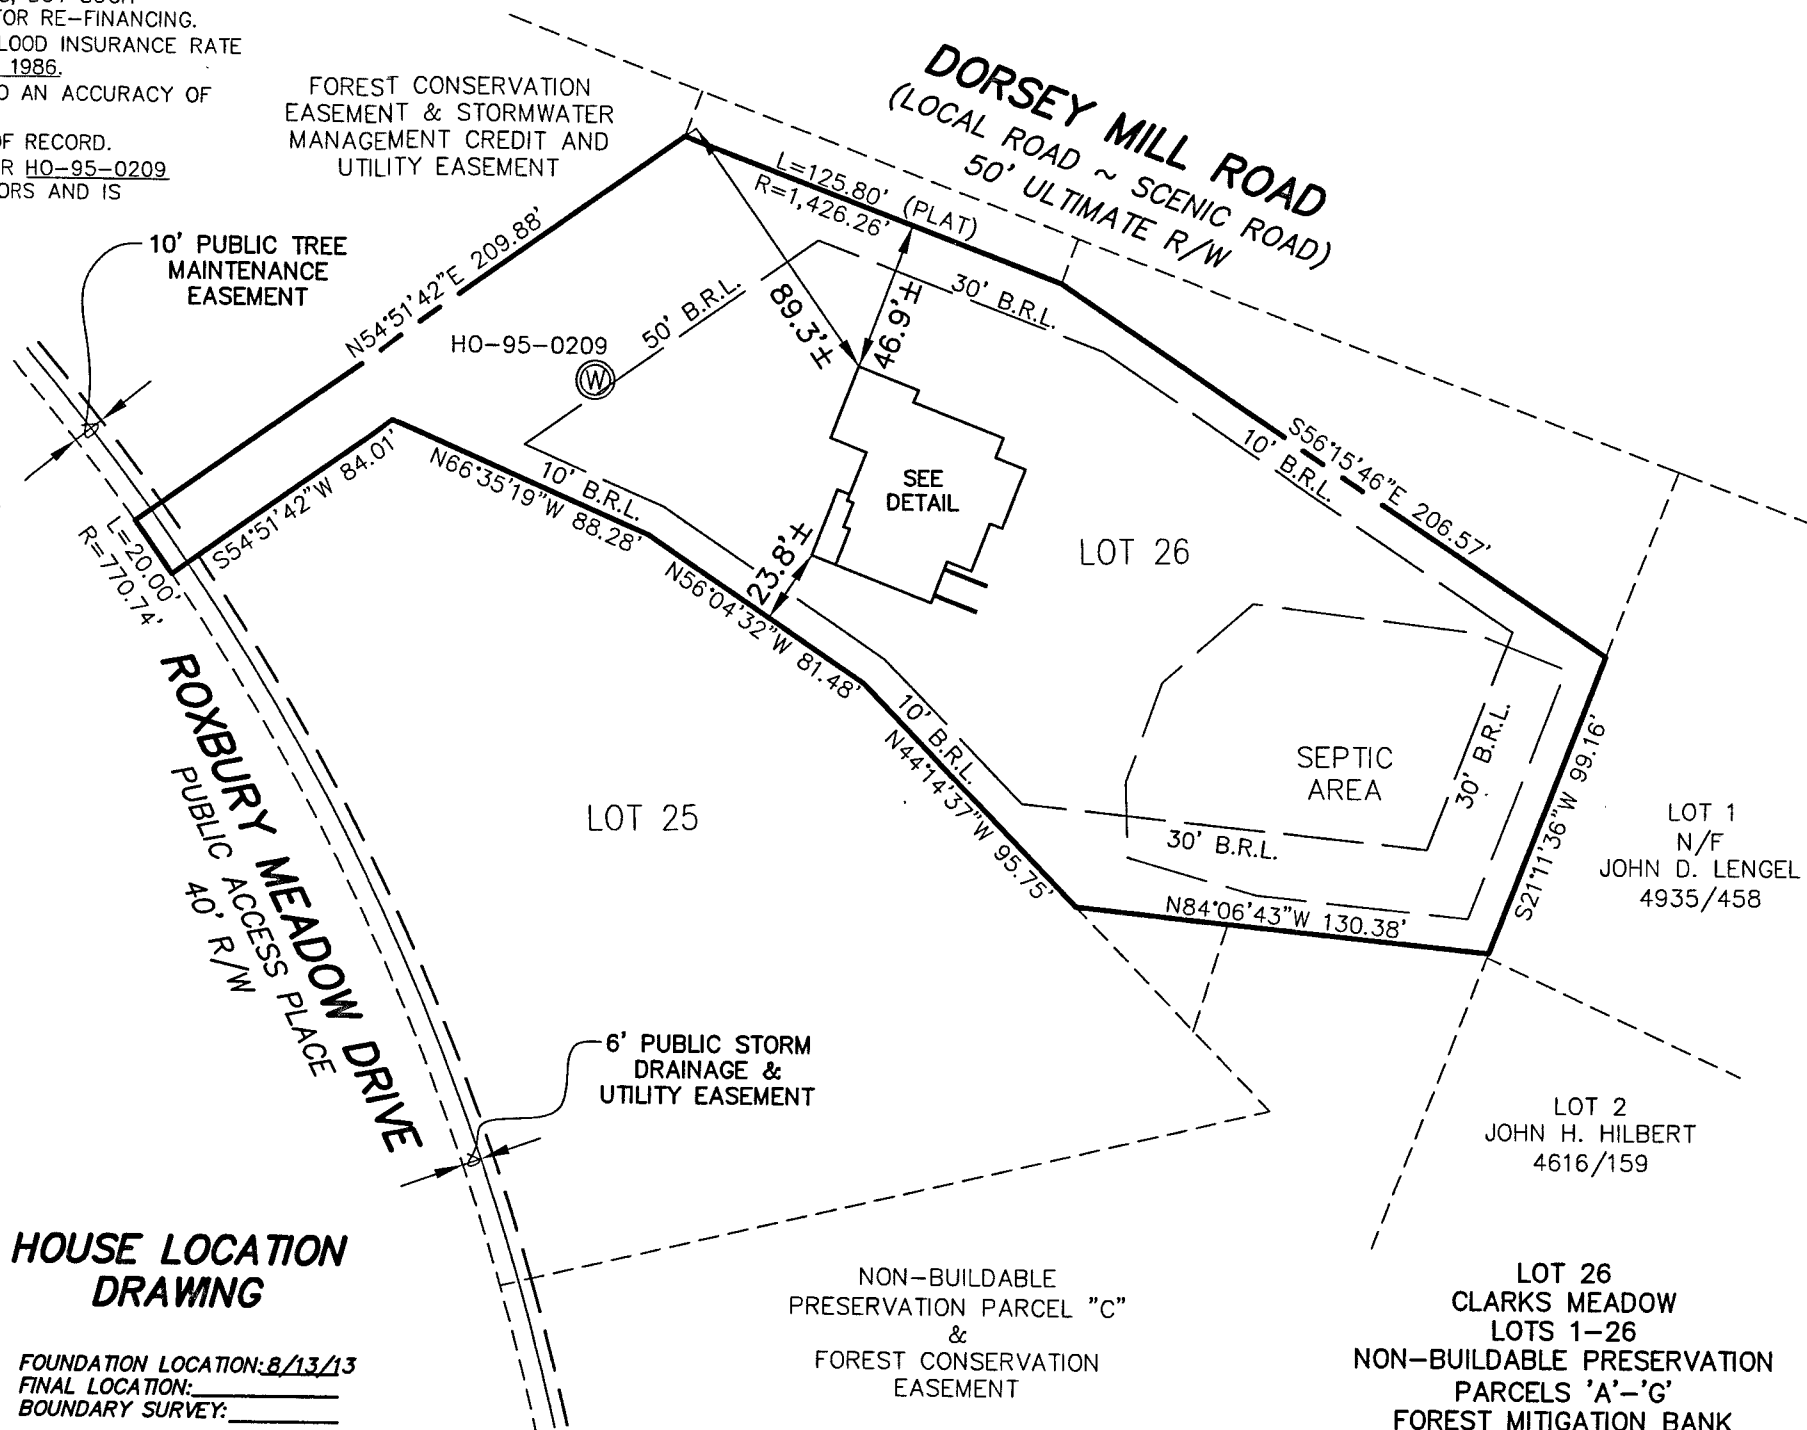 FOR RE-FINANCING.
FLOOD INSURANCE RATE
1986.
TO AN ACCURACY OF
OF RECORD.
HO-95-0209
AND IS
FOREST CONSERVATION
EASEMENT & STORMWATER
MANAGEMENT CREDIT AND
UTILITY EASEMENT
DORSEY MILL ROAD
(LOCAL ROAD ~ SCENIC ROAD)
50' ULTIMATE R/W
L=125.80' (PLAT)
R=1,426.26'
10' PUBLIC TREE
MAINTENANCE
EASEMENT
N54°51'42"E 209.88'
HO-95-0209
W
50' B.R.L.
89.3'±
46.9'±
30' B.R.L.
S56°15'46"E 206.57'
10' B.R.L.
S54°51'42"W 84.01'
N66°35'19"W 88.28'
10' B.R.L.
SEE
DETAIL
LOT 26
L=20.00'
R=770.74'
23.8'±
N56°04'32"W 81.48'
10' B.R.L.
N44°14'37"W 95.75'
SEPTIC
AREA
30' B.R.L.
30' B.R.L.
S21°11'36"W 99.16'
N84°06'43"W 130.38'
LOT 1
N/F
JOHN D. LENGEL
4935/458
LOT 25
ROXBURY MEADOW DRIVE
PUBLIC ACCESS PLACE
40' R/W
6' PUBLIC STORM
DRAINAGE &
UTILITY EASEMENT
LOT 2
JOHN H. HILBERT
4616/159
HOUSE LOCATION
DRAWING
FOUNDATION LOCATION: 8/13/13
FINAL LOCATION:
BOUNDARY SURVEY:
NON-BUILDABLE
PRESERVATION PARCEL "C"
&
FOREST CONSERVATION
EASEMENT
LOT 26
CLARKS MEADOW
LOTS 1-26
NON-BUILDABLE PRESERVATION
PARCELS 'A'-'G'
FOREST MITIGATION BANK